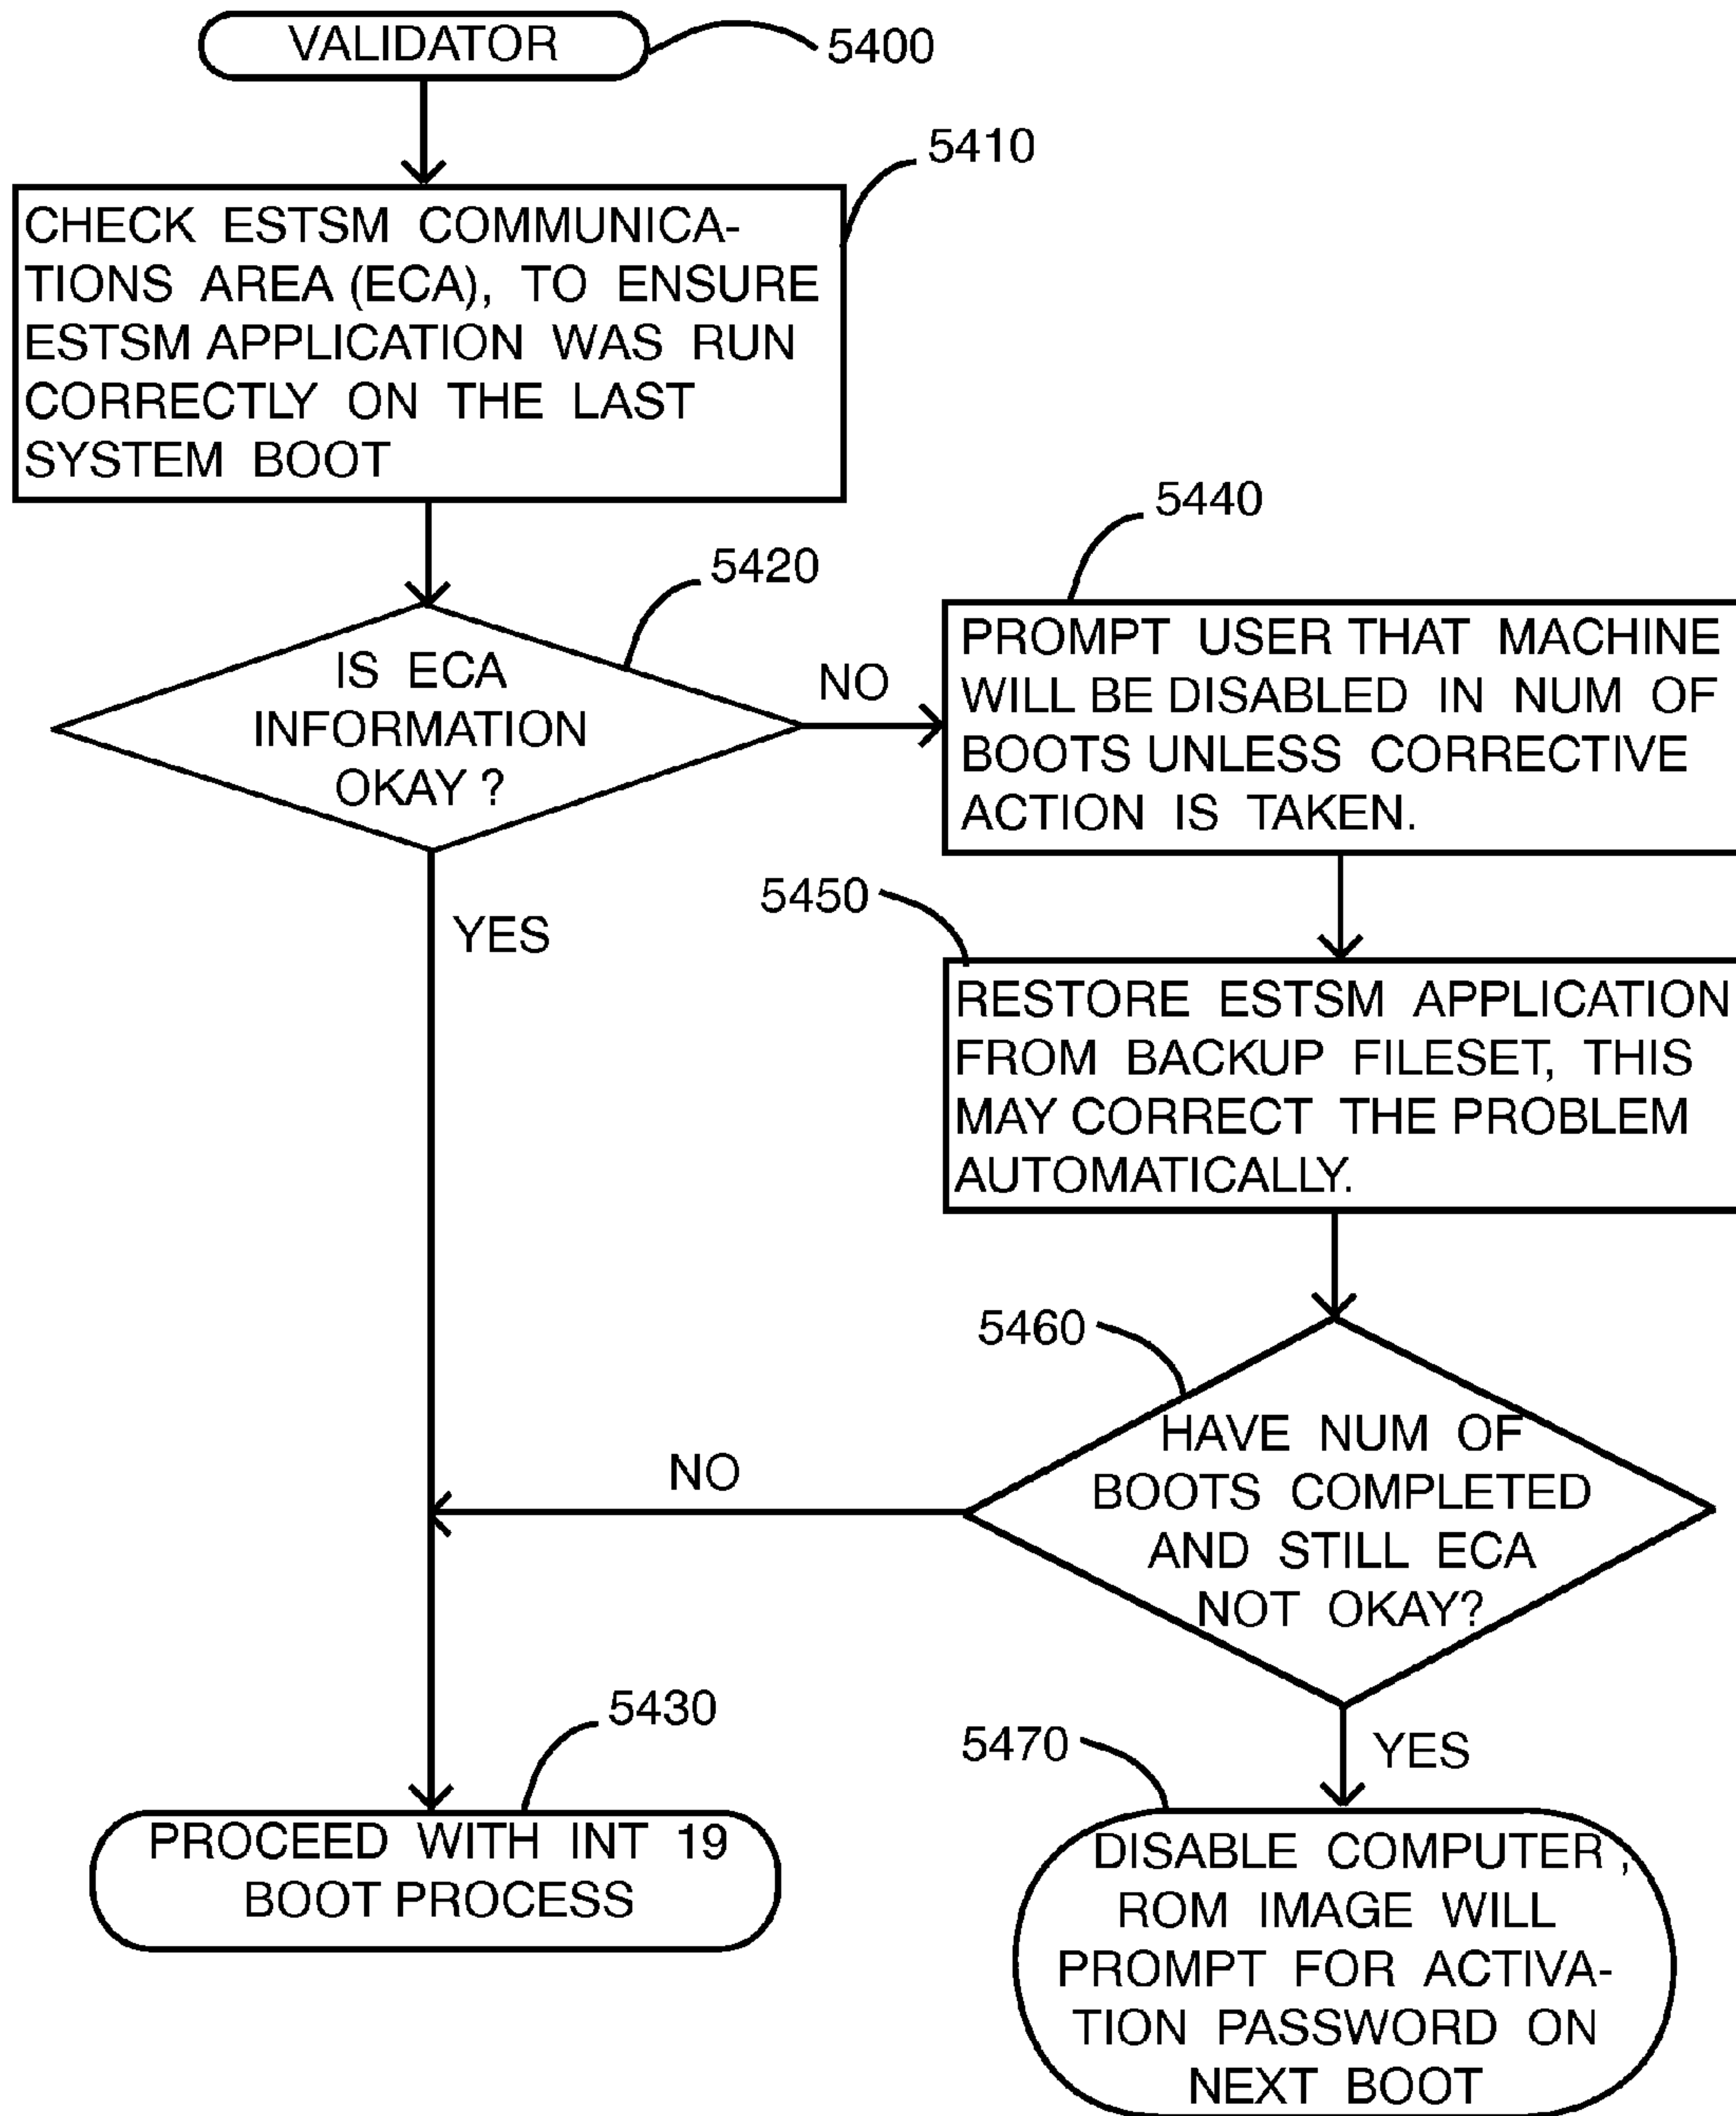 VALIDATOR
5400
5410
CHECK ESTSM COMMUNICA-
TIONS AREA (ECA), TO ENSURE
ESTSM APPLICATION WAS RUN
CORRECTLY ON THE LAST
SYSTEM BOOT
5420
IS ECA
INFORMATION
OKAY ?
NO
YES
5440
PROMPT USER THAT MACHINE
WILL BE DISABLED IN NUM OF
BOOTS UNLESS CORRECTIVE
ACTION IS TAKEN.
5450
RESTORE ESTSM APPLICATION
FROM BACKUP FILESET, THIS
MAY CORRECT THE PROBLEM
AUTOMATICALLY.
5460
HAVE NUM OF
BOOTS COMPLETED
AND STILL ECA
NOT OKAY?
NO
YES
5430
PROCEED WITH INT 19
BOOT PROCESS
5470
DISABLE COMPUTER ,
ROM IMAGE WILL
PROMPT FOR ACTIVA-
TION PASSWORD ON
NEXT BOOT